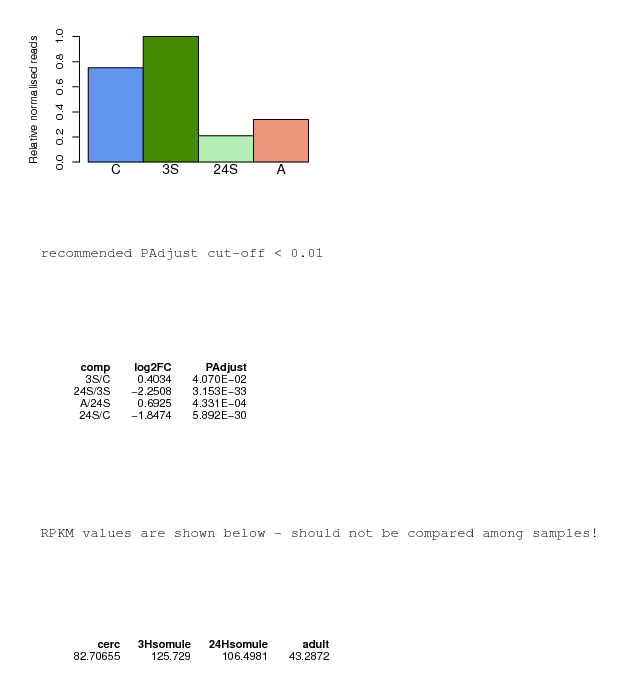 Relative normalised reads
1.0
0.8
0.6
0.4
0.2
0.0
C 3S 24S A
recommended PAdjust cut-off < 0.01
comp log2FC PAdjust
3S/C 0.4034 4.070E−02
24S/3S −2.2508 3.153E−33
A/24S 0.6925 4.331E−04
24S/C −1.8474 5.892E−30
RPKM values are shown below - should not be compared among samples!
cerc 3Hsomule 24Hsomule adult
82.70655 125.729 106.4981 43.2872